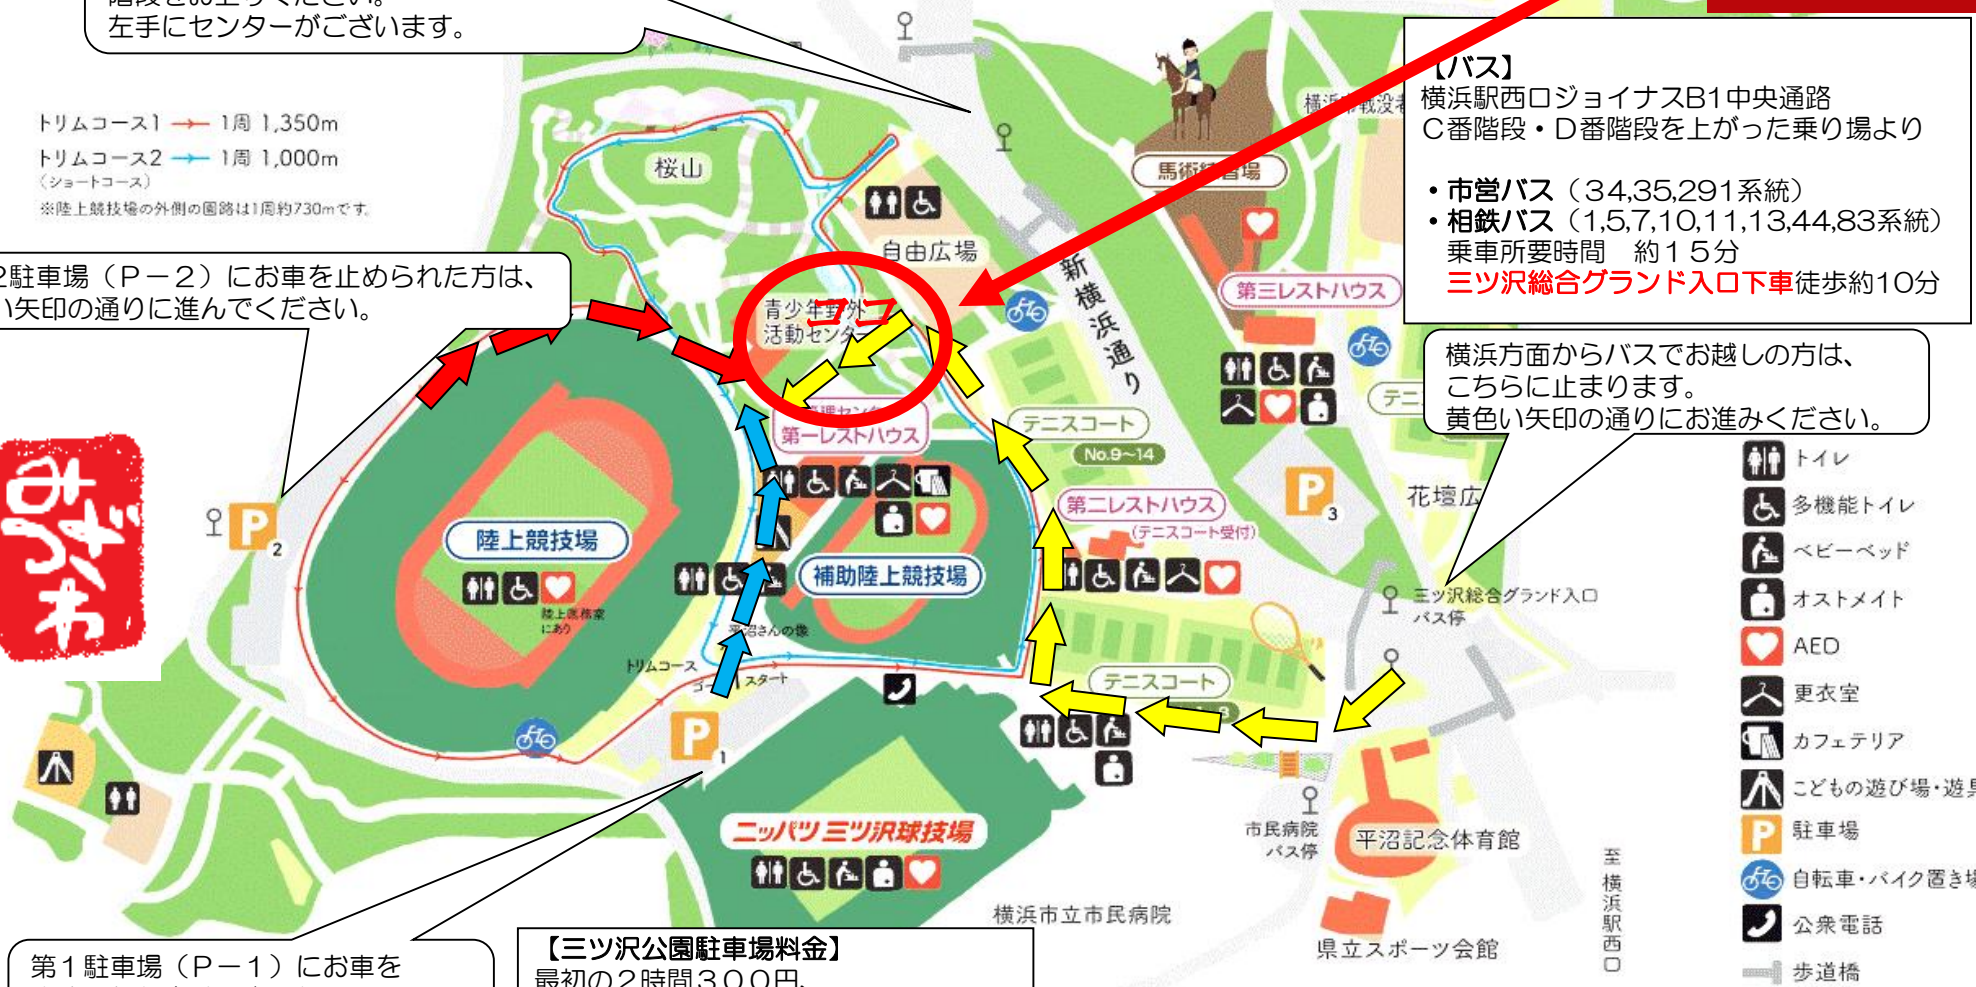 階段をお上りください。
左手にセンターがございます。
トリムコース1 1周 1,350m
トリムコース2 1周 1,000m
（ショートコース）
※陸上競技場の外側の園路は1周約730mです。
2駐車場（P－2）にお車を止められた方は、
い矢印の通りに進んでください。
【バス】
横浜駅西口ジョイナスB1中央通路
C番階段・D番階段を上がった乗り場より
・市営バス（34,35,291系統）
・相鉄バス（1,5,7,10,11,13,44,83系統）
乗車所要時間　約15分
三ツ沢総合グランド入口下車徒歩約10分
横浜方面からバスでお越しの方は、
こちらに止まります。
黄色い矢印の通りにお進みください。
桜山
自由広場
新横浜通り
馬術練習場
横浜市戦没者
第三レストハウス
青少年野外
活動センター
ココ
管理センター
第一レストハウス
テニスコート
No.9～14
第二レストハウス
（テニスコート受付）
P3
花壇広
P2
陸上競技場
陸上医務室
にあり
補助陸上競技場
平沼さんの像
トリムコース
ゴール スタート
P1
テニスコート
三ツ沢総合グランド入口
バス停
ニッパツ三ツ沢球技場
市民病院
バス停
平沼記念体育館
横浜市立市民病院
県立スポーツ会館
至横浜駅西口
トイレ
多機能トイレ
ベビーベッド
オストメイト
AED
更衣室
カフェテリア
こどもの遊び場・遊具
P 駐車場
自転車・バイク置き場
公衆電話
歩道橋
第1駐車場（P－1）にお車を
【三ツ沢公園駐車場料金】
最初の2時間300円、